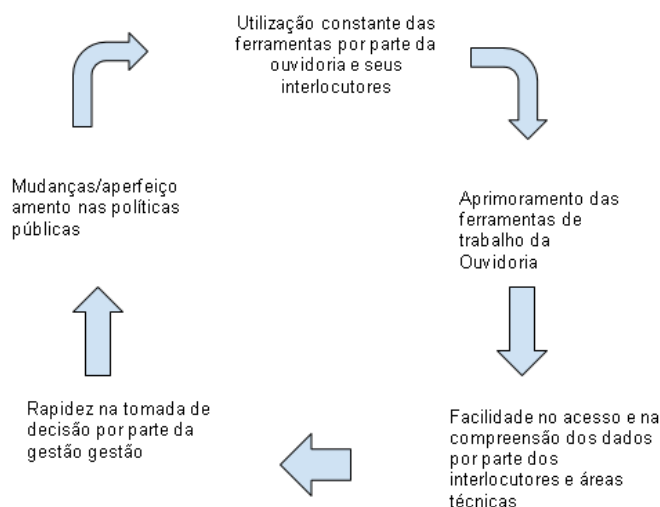 Utilização constante das
ferramentas por parte da
ouvidoria e seus
interlocutores
Aprimoramento das
ferramentas de
trabalho da
Ouvidoria
Facilidade no acesso e na
compreensão dos dados
por parte dos
interlocutores e áreas
técnicas
Rapidez na tomada de
decisão por parte da
gestão gestão
Mudanças/aperfeiço
amento nas políticas
públicas